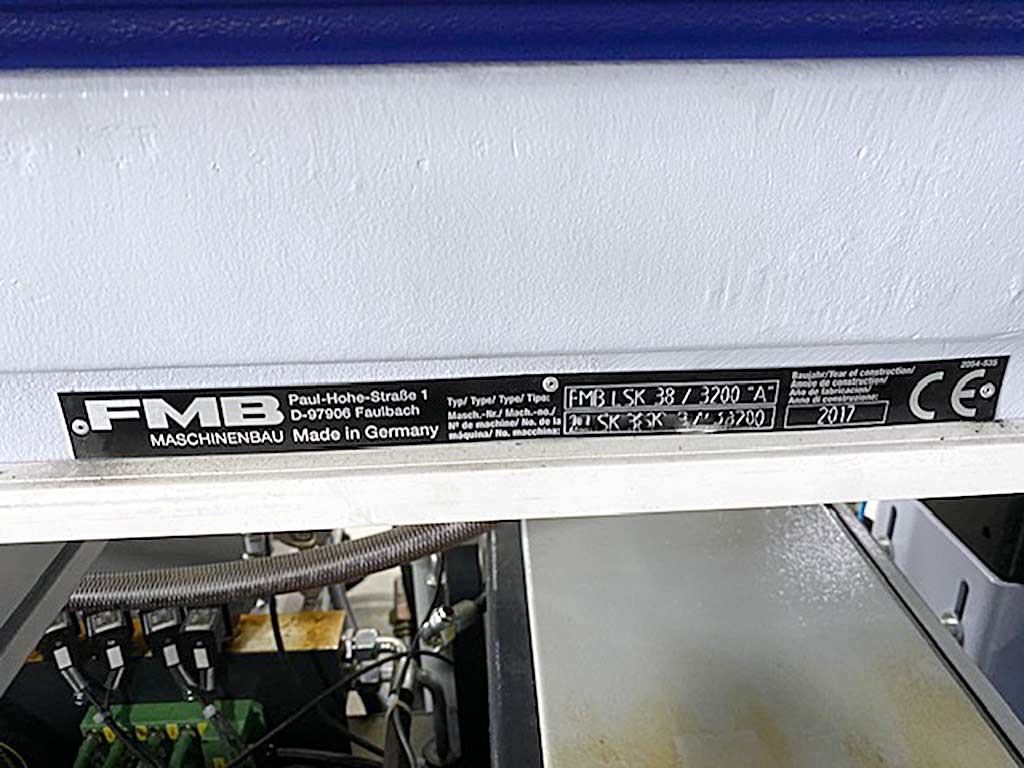 FMB
MASCHINENBAU
Paul-Hohe-Straße 1
D-97906 Faulbach
Made in Germany
Typ/ Type/ Type/ Tipo:
FMB LSK 38 / 3200 "A"
Masch.-Nr./ Mach.-no./
Nº de machine/ No. de la
máquina/ No. macchina:
Baujahr/Year of construction/
Année de construction/
Año de fabricación/
Anno di costruzione:
2017
CE
2054-535